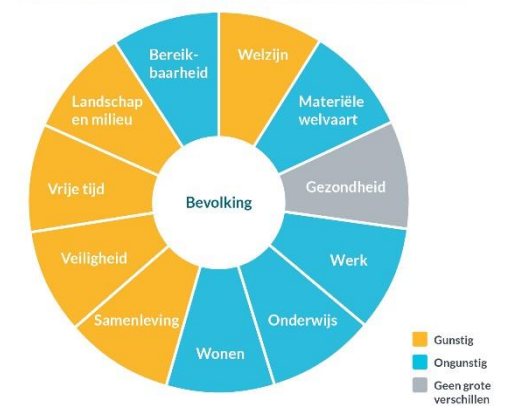 Bereik-
baarheid
Welzijn
Materiële
welvaart
Gezondheid
Werk
Onderwijs
Wonen
Samenleving
Veiligheid
Vrije tijd
Landschap
en milieu
Bevolking
Gunstig
Ongunstig
Geen grote
verschillen